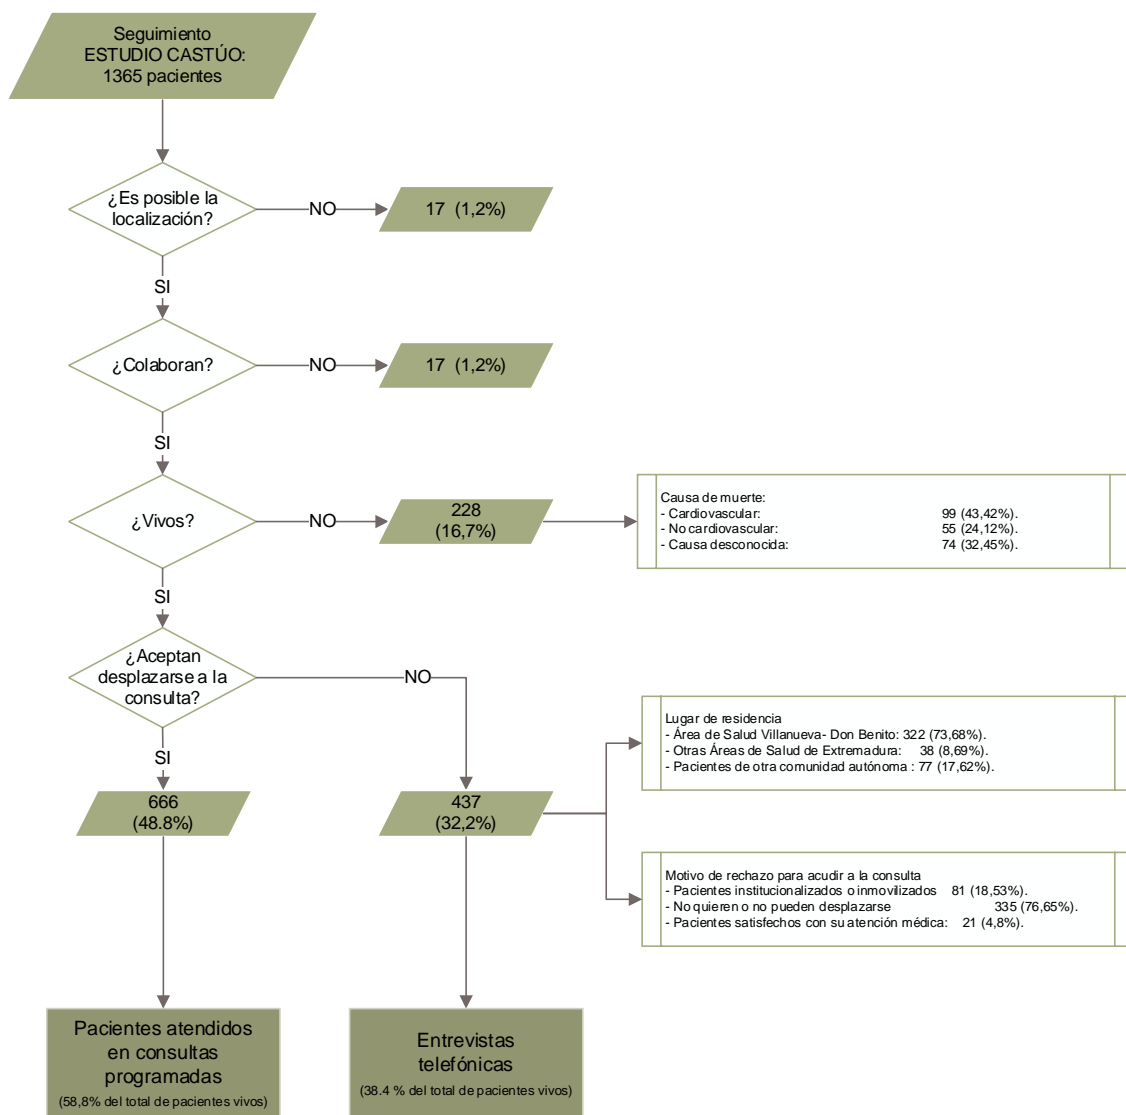 Seguimiento
ESTUDIO CASTÚO:
1365 pacientes
¿Es posible la
localización?
NO
17 (1,2%)
SI
¿Colaboran?
NO
17 (1,2%)
SI
¿Vivos?
NO
228
(16,7%)
Causa de muerte:
- Cardiovascular: 99 (43,42%).
- No cardiovascular: 55 (24,12%).
- Causa desconocida: 74 (32,45%).
SI
¿Aceptan
desplazarse a la
consulta?
NO
Lugar de residencia
- Área de Salud Villanueva- Don Benito: 322 (73,68%).
- Otras Áreas de Salud de Extremadura: 38 (8,69%).
- Pacientes de otra comunidad autónoma : 77 (17,62%).
SI
666
(48.8%)
437
(32,2%)
Motivo de rechazo para acudir a la consulta
- Pacientes institucionalizados o inmovilizados 81 (18,53%).
- No quieren o no pueden desplazarse 335 (76,65%).
- Pacientes satisfechos con su atención médica: 21 (4,8%).
Pacientes atendidos
en consultas
programadas
(58,8% del total de pacientes vivos)
Entrevistas
telefónicas
(38.4 % del total de pacientes vivos)